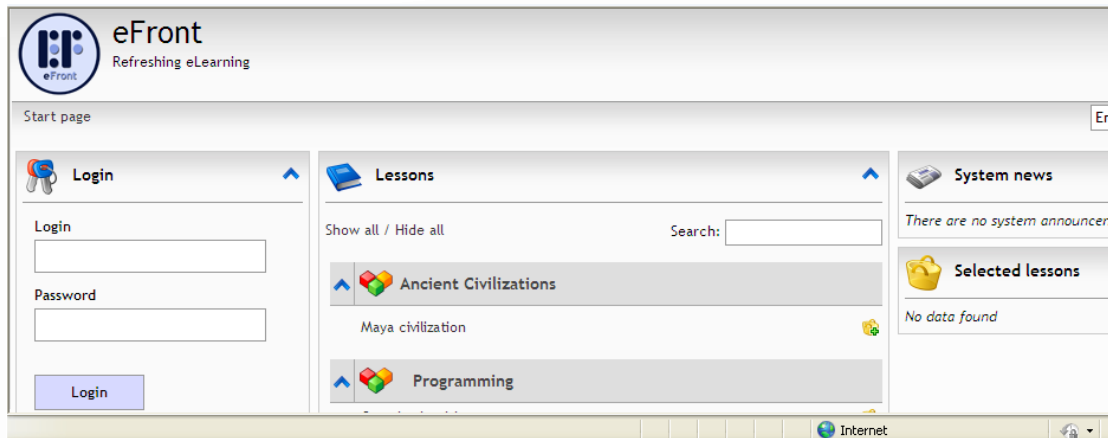 eFront
eFront
Refreshing eLearning
Start page
Login
Login
Password
Login
Lessons
Show all / Hide all
Search:
Ancient Civilizations
Maya civilization
Programming
System news
There are no system
Selected lessons
No data found
Internet